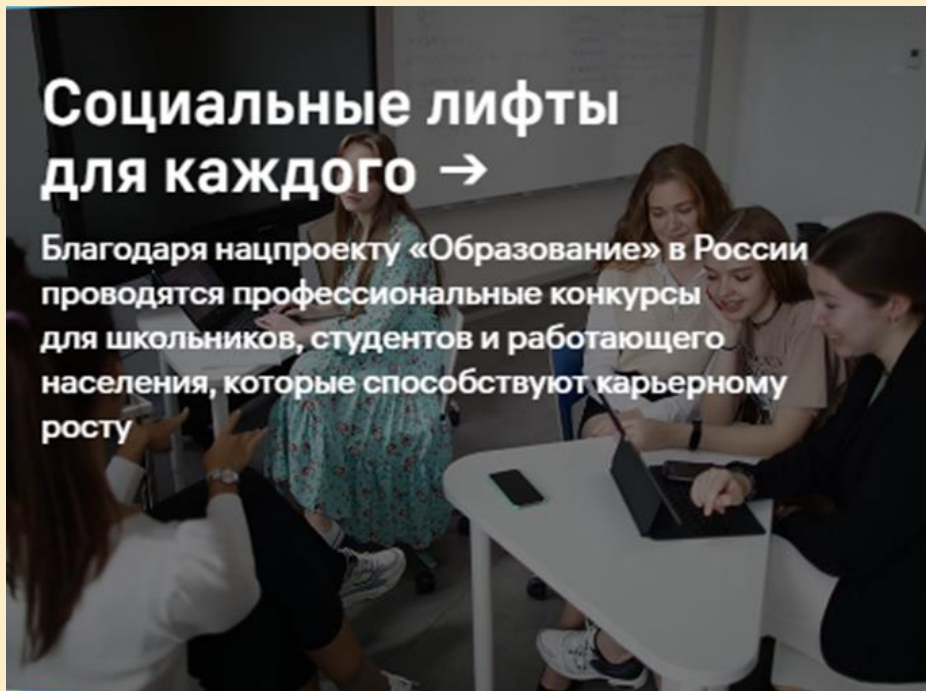 Социальные лифты
для каждого →
Благодаря нацпроекту «Образование» в России
проводятся профессиональные конкурсы
для школьников, студентов и работающего
населения, которые способствуют карьерному
росту